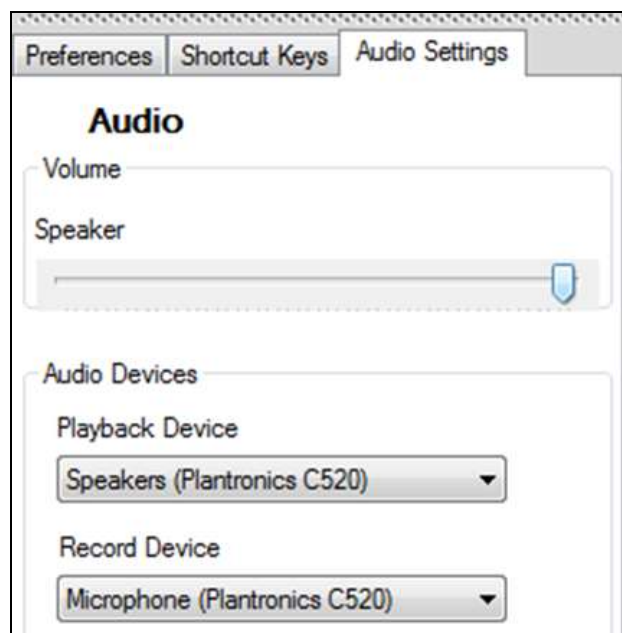 Preferences Shortcut Keys Audio Settings
Audio
Volume
Speaker
Audio Devices
Playback Device
Speakers (Plantronics C520)
Record Device
Microphone (Plantronics C520)